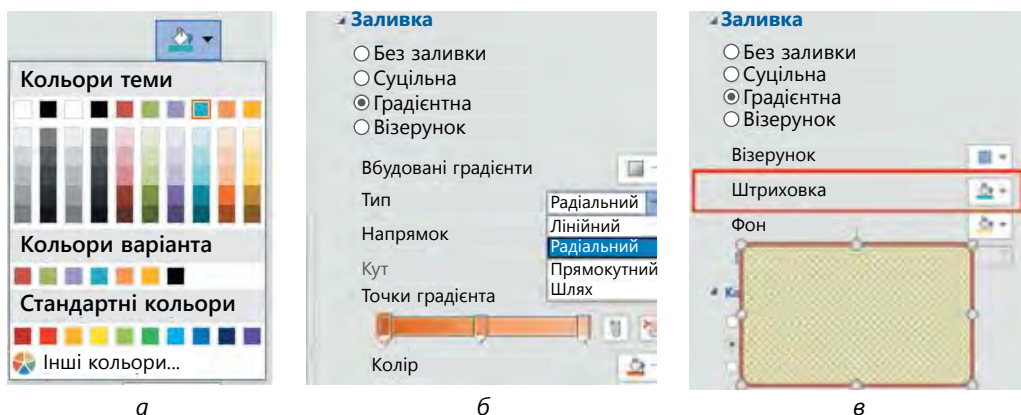 Кольори теми
Кольори варіанта
Стандартні кольори
Інші кольори...
а
Заливка
Без заливки
Суцільна
Градієнтна
Візерунок
Вбудовані градієнти
Тип
Радіальний
Лінійний
Напрямок
Радіальний
Кут
Прямокутний
Точки градієнта
Шлях
Колір
б
Заливка
Без заливки
Суцільна
Градієнтна
Візерунок
Візерунок
Штриховка
Фон
в